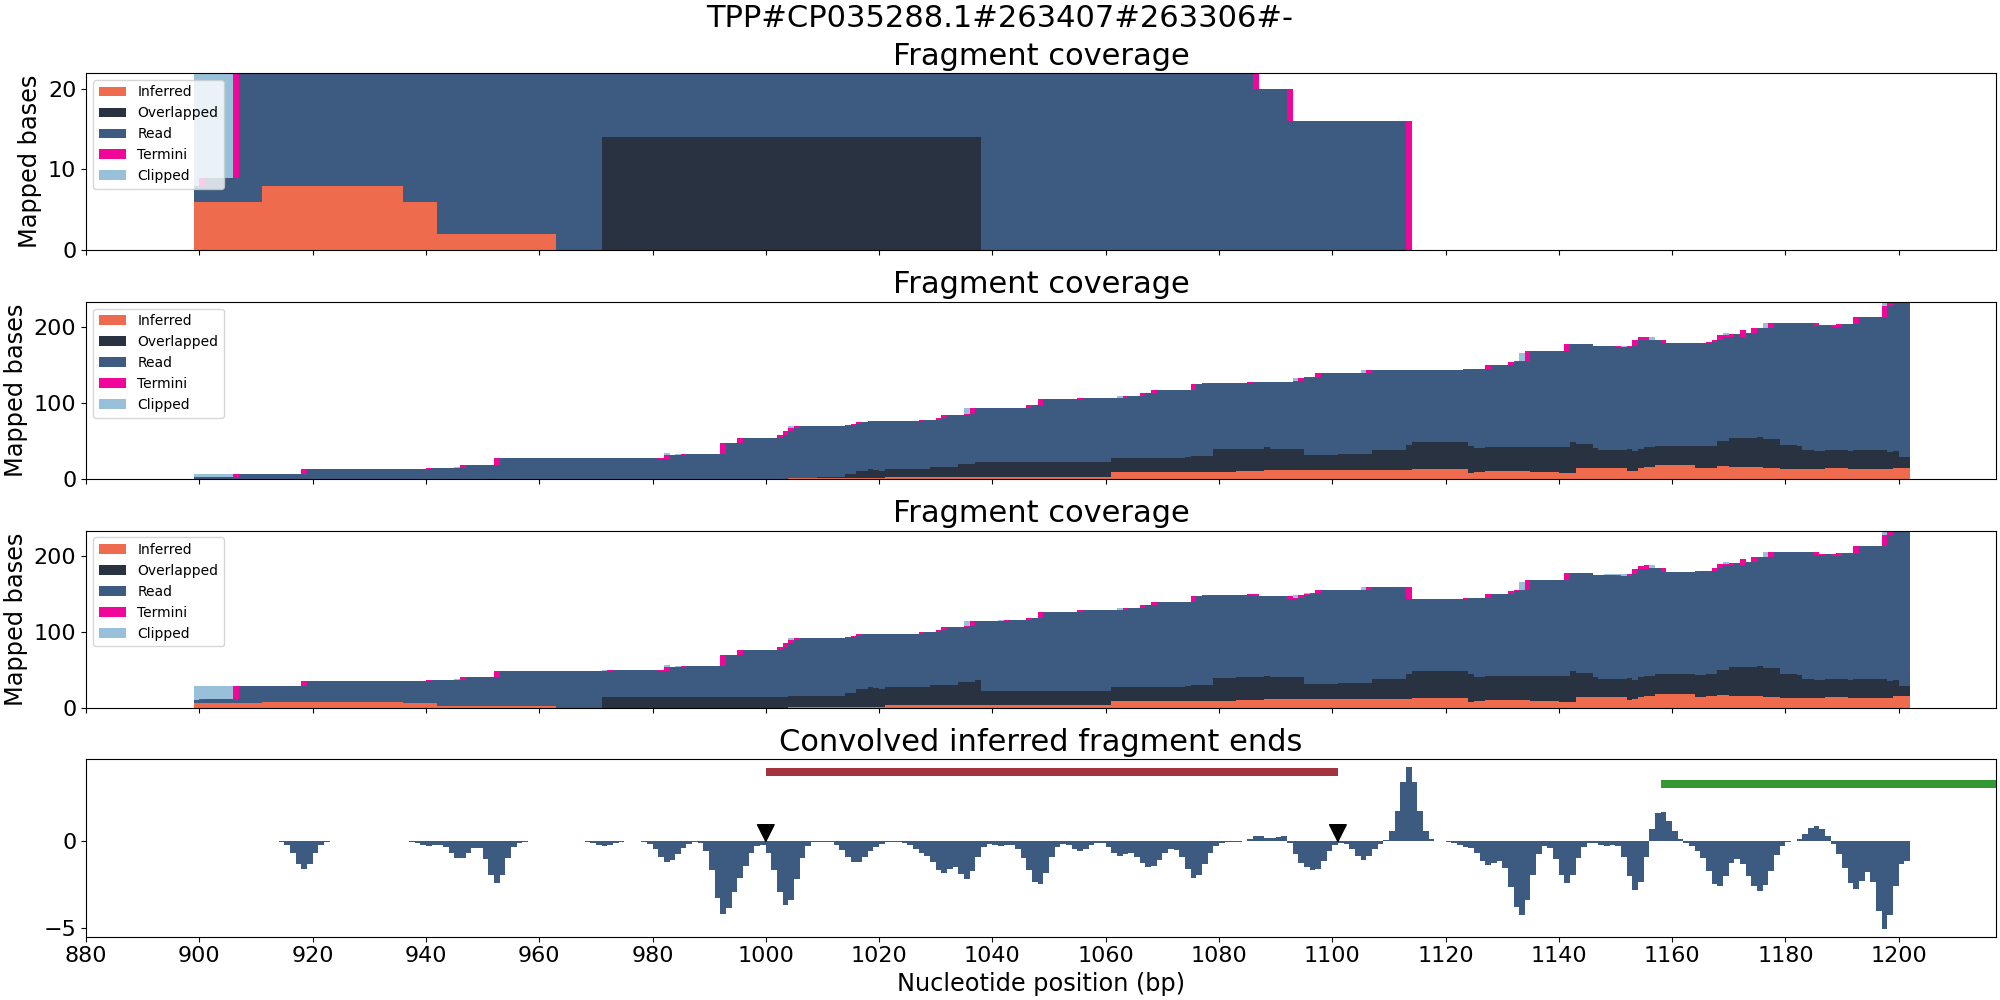 TPP#CP035288.1#263407#263306#-
Fragment coverage
Mapped bases
20
10
0
Inferred
Overlapped
Read
Termini
Clipped
Fragment coverage
Mapped bases
200
100
0
Inferred
Overlapped
Read
Termini
Clipped
Fragment coverage
Mapped bases
200
100
0
Inferred
Overlapped
Read
Termini
Clipped
Convolved inferred fragment ends
0
−5
880 900 920 940 960 980 1000 1020 1040 1060 1080 1100 1120 1140 1160 1180 1200
Nucleotide position (bp)